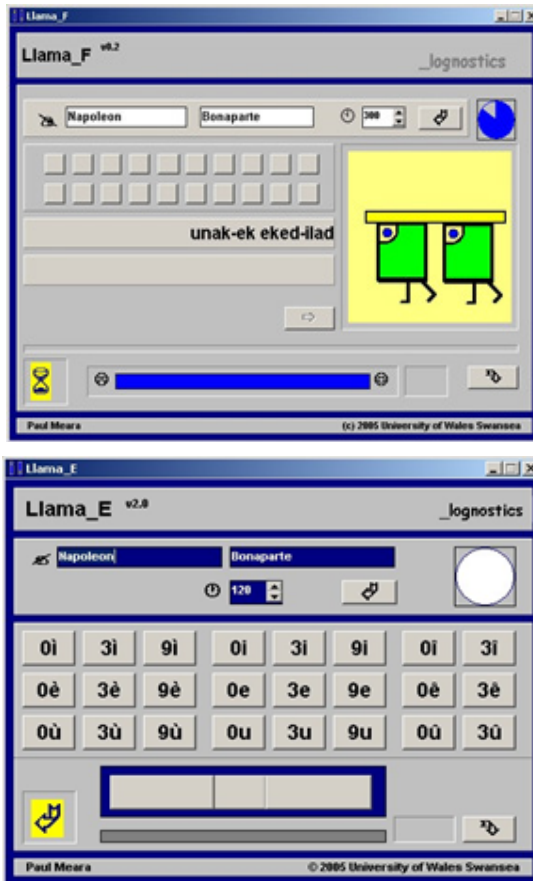 Llama_F
Llama_F v0.2
_lognostics
Napoleon Bonaparte 300
unak-ek eked-ilad
Paul Meara (c) 2005 University of Wales Swansea
Llama_E
Llama_E v2.0
_lognostics
Napoleon Bonaparte
120
0ì 3ì 9ì 0i 3i 9i 0î 3î
0è 3è 9è 0e 3e 9e 0ê 3ê
0ù 3ù 9ù 0u 3u 9u 0û 3û
Paul Meara © 2005 University of Wales Swansea